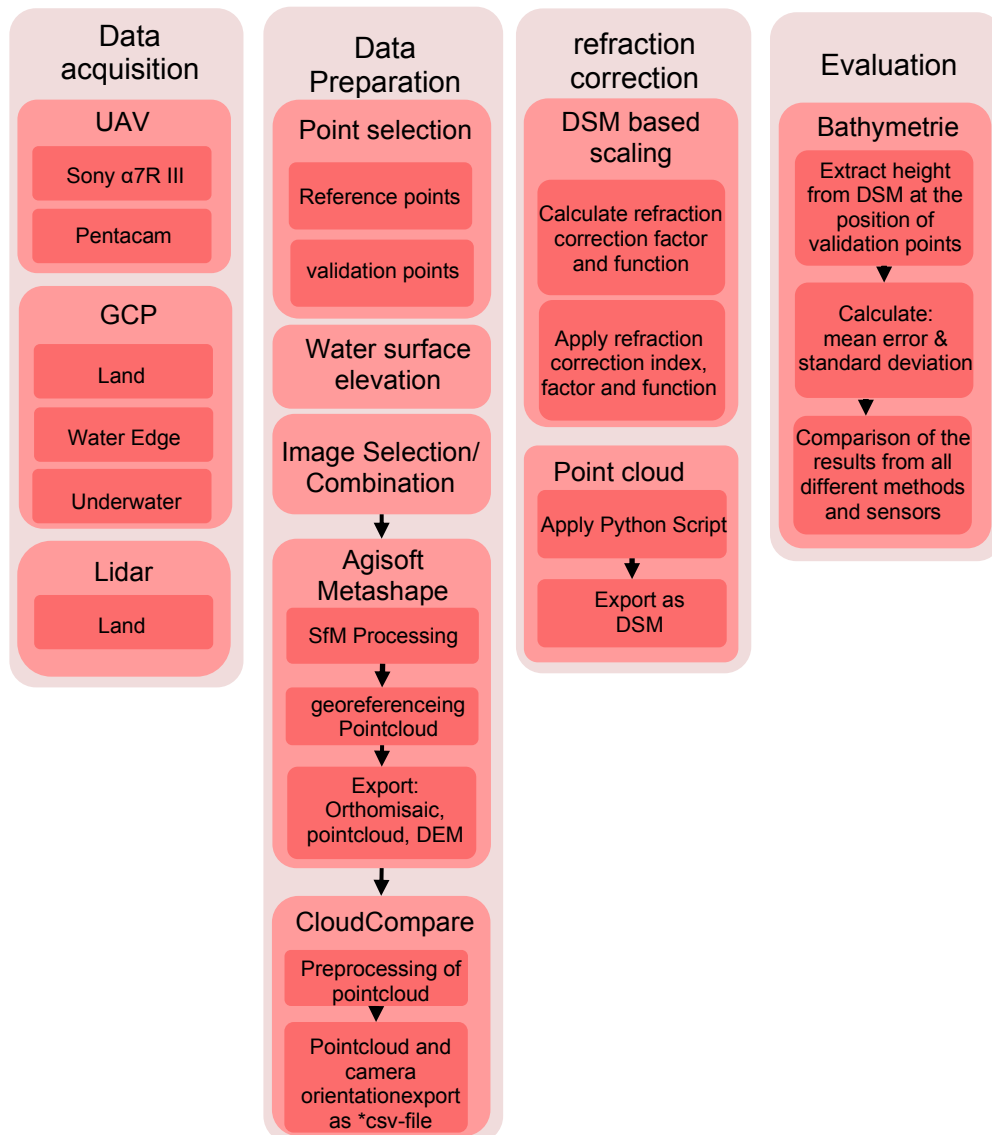 Data
acquisition
UAV
Sony α7R III
Pentacam
GCP
Land
Water Edge
Underwater
Lidar
Land
Data
Preparation
Point selection
Reference points
validation points
Water surface
elevation
Image Selection/
Combination
Agisoft
Metashape
SfM Processing
georeferenceing
Pointcloud
Export:
Orthomisaic,
pointcloud, DEM
CloudCompare
Preprocessing of
pointcloud
Pointcloud and
camera
orientationexport
as *csv-file
refraction
correction
DSM based
scaling
Calculate refraction
correction factor
and function
Apply refraction
correction index,
factor and function
Point cloud
Apply Python Script
Export as
DSM
Evaluation
Bathymetrie
Extract height
from DSM at the
position of
validation points
Calculate:
mean error &
standard deviation
Comparison of the
results from all
different methods
and sensors